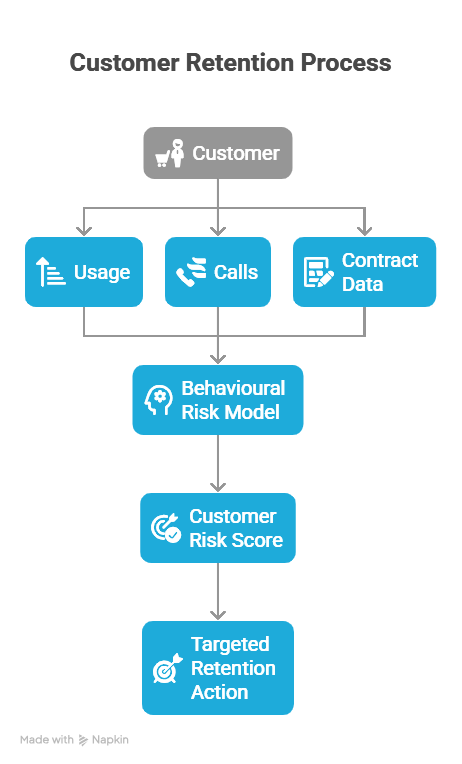 Customer Retention Process
Customer
Usage
Calls
Contract
Data
Behavioural
Risk Model
Customer
Risk Score
Targeted
Retention
Action
Made with Napkin